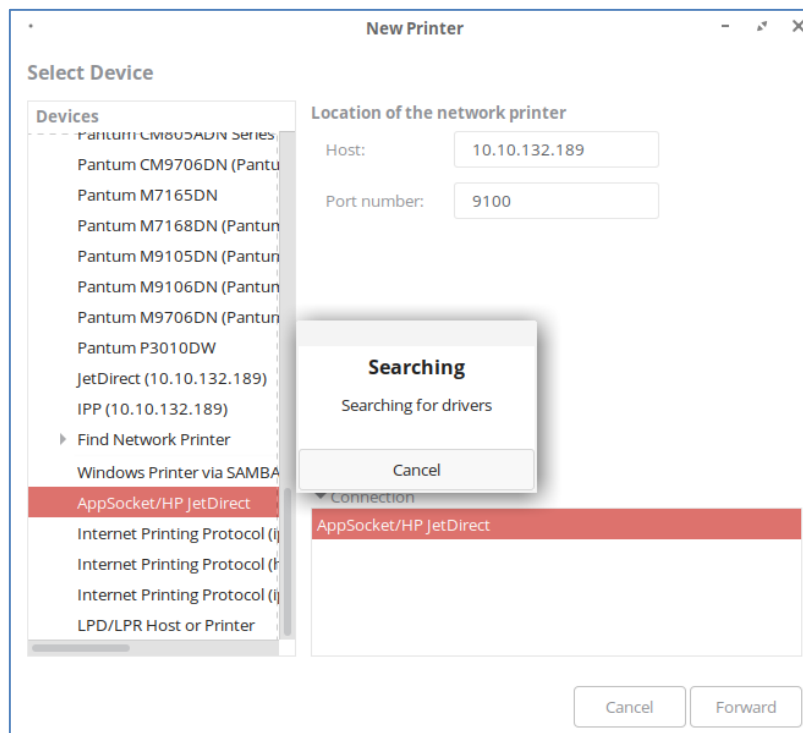 New Printer
Select Device
Devices
Pantum CM805ADN Series
Pantum CM9706DN (Pantu
Pantum M7165DN
Pantum M7168DN (Pantum
Pantum M9105DN (Pantum
Pantum M9106DN (Pantum
Pantum M9706DN (Pantum
Pantum P3010DW
JetDirect (10.10.132.189)
IPP (10.10.132.189)
Find Network Printer
Windows Printer via SAMBA
AppSocket/HP JetDirect
Internet Printing Protocol (i
Internet Printing Protocol (h
Internet Printing Protocol (i
LPD/LPR Host or Printer
Location of the network printer
Host: 10.10.132.189
Port number: 9100
Searching
Searching for drivers
Cancel
Connection
AppSocket/HP JetDirect
Cancel Forward